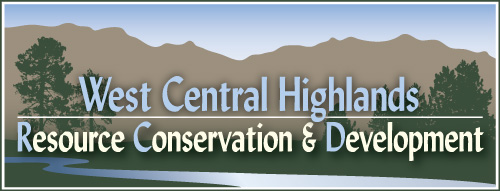 West Central Highlands
Resource Conservation & Development